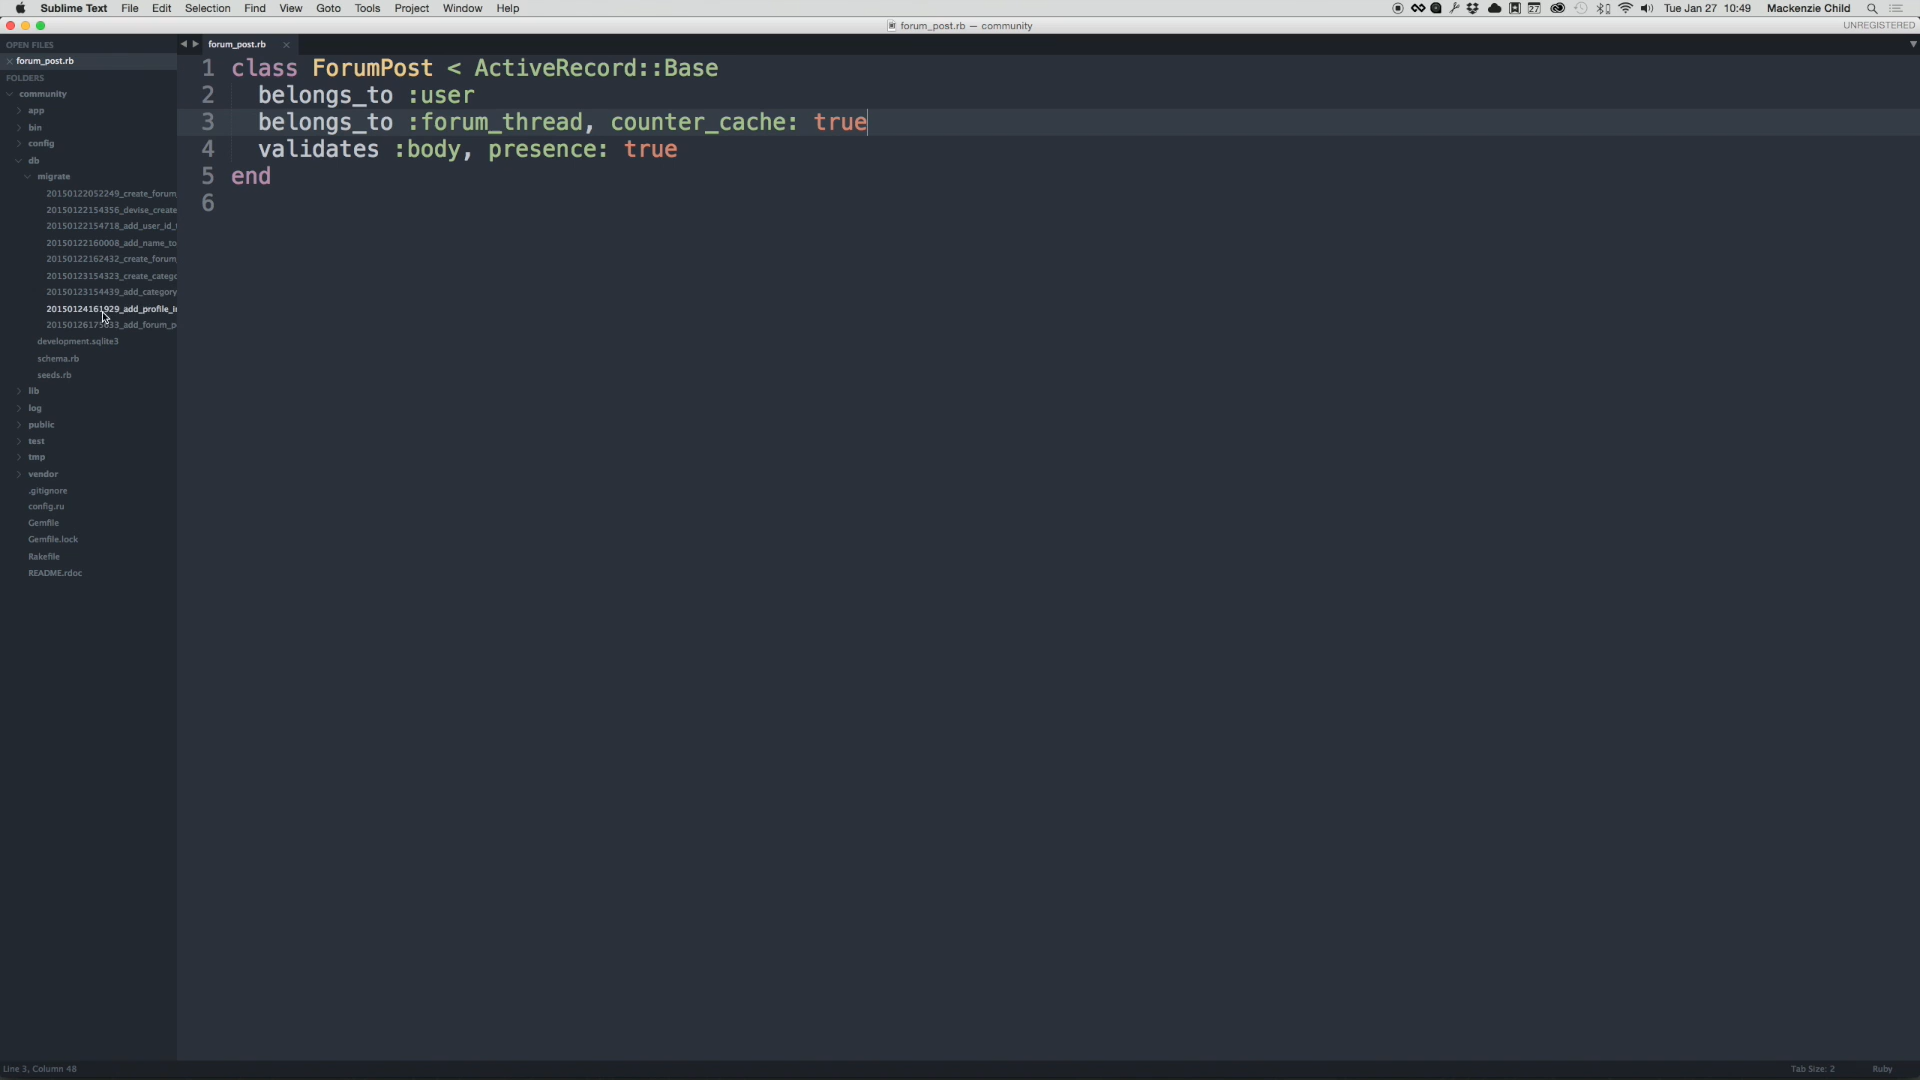 Sublime Text File Edit Selection Find View Goto Tools Project Window Help Tue Jan 27 10:49 Mackenzie Child
forum_post.rb — community UNREGISTERED
OPEN FILES
forum_post.rb
forum_post.rb
FOLDERS
community
app
bin
config
db
migrate
20150122052249_create_forum_
20150122154356_devise_create
20150122154718_add_user_id_t
20150122160008_add_name_to
20150122162432_create_forum_
20150123154323_create_catego
20150123154439_add_category
20150124161929_add_profile_i
_add_forum_p
development.sqlite3
schema.rb
seeds.rb
lib
log
public
test
tmp
vendor
.gitignore
config.ru
Gemfile
Gemfile.lock
Rakefile
README.rdoc
1 class ForumPost < ActiveRecord::Base
2 belongs_to :user
3 belongs_to :forum_thread, counter_cache: true
4 validates :body, presence: true
5 end
6
Line 3, Column 48 Tab Size: 2 Ruby